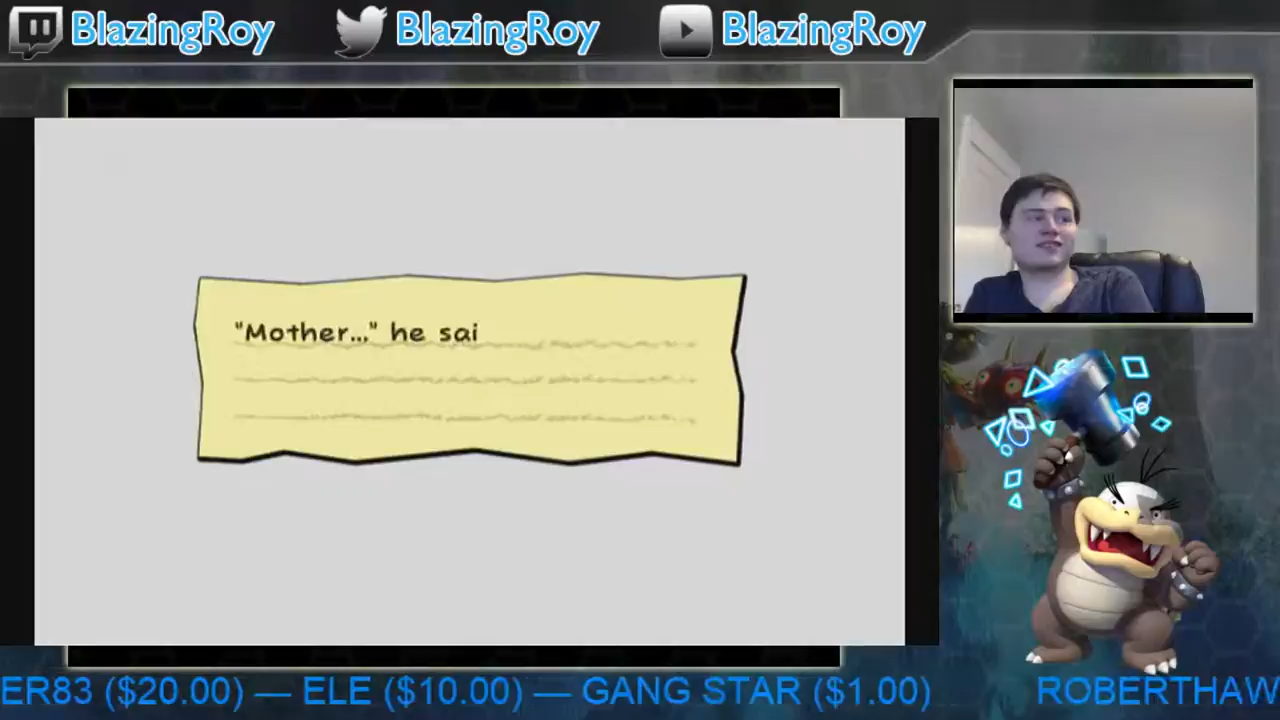 BlazingRoy BlazingRoy BlazingRoy
"Mother..." he sai
ER83 ($20.00) — ELE ($10.00) — GANG STAR ($1.00) ROBERTHAW